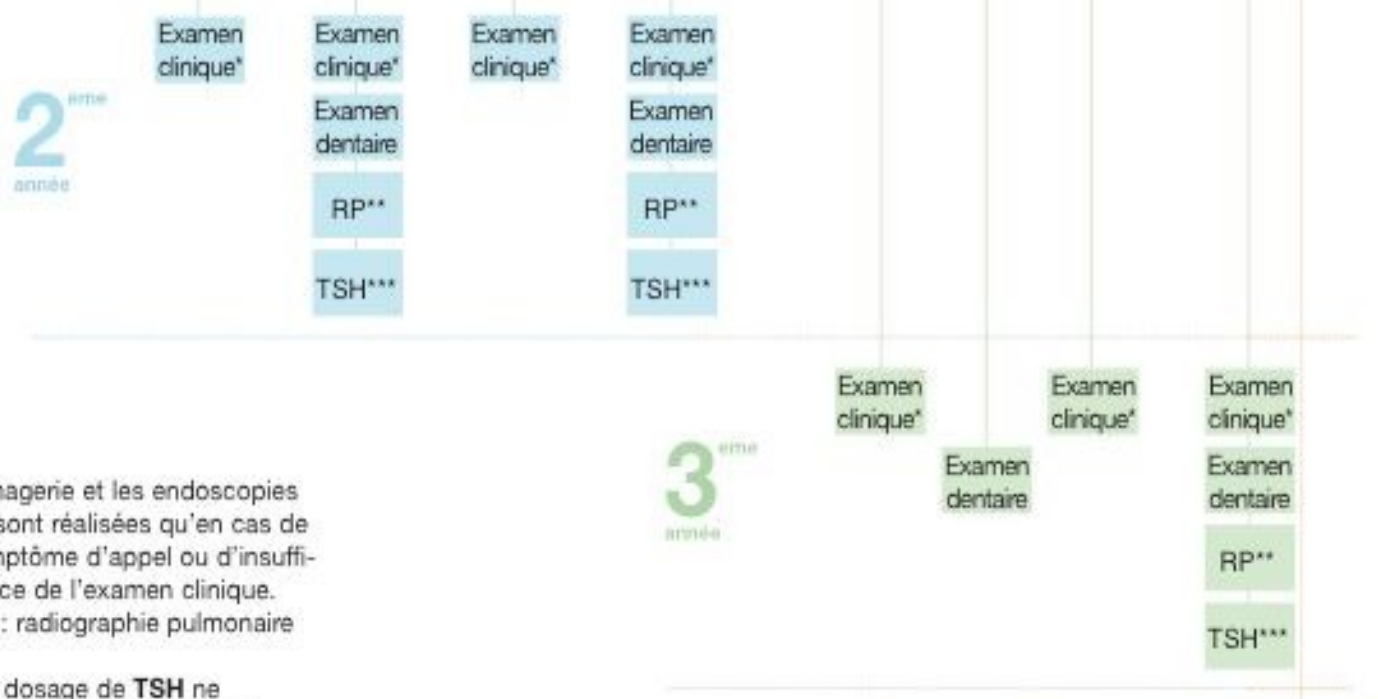 Examen
clinique*
Examen
clinique*
Examen
clinique*
Examen
clinique*
2eme
année
Examen
dentaire
Examen
dentaire
RP**
RP**
TSH***
TSH***
Examen
clinique*
Examen
clinique*
Examen
clinique*
3eme
année
Examen
dentaire
Examen
dentaire
RP**
TSH***
nagerie et les endoscopies
sont réalisées qu'en cas de
nptôme d'appel ou d'insuffi-
ce de l'examen clinique.
: radiographie pulmonaire
dosage de TSH ne